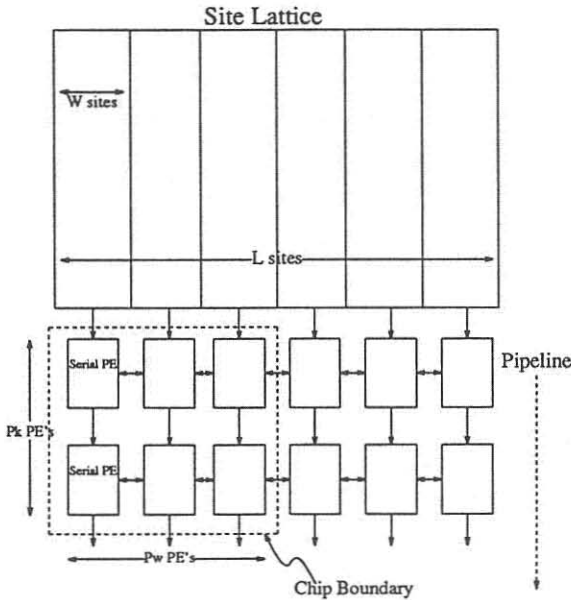 Site Lattice
W sites
L sites
Serial PE
Pipeline
Pk PE's
Serial PE
Pw PE's
Chip Boundary